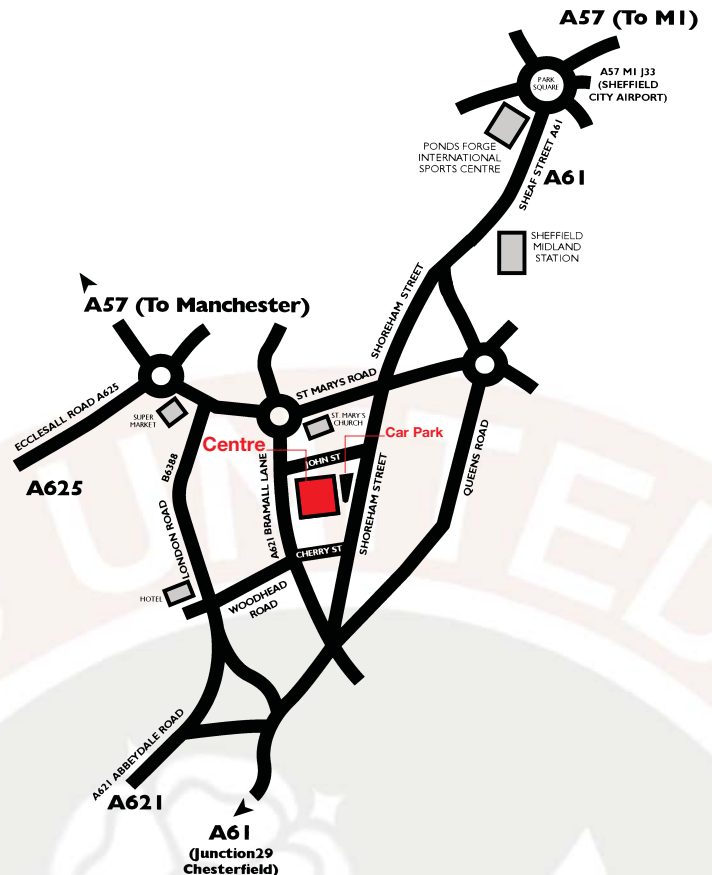 A57 (To M1)
PARK
SQUARE
A57 M1 J33
(SHEFFIELD
CITY AIRPORT)
PONDS FORGE
INTERNATIONAL
SPORTS CENTRE
SHEAF STREET A61
A61
SHEFFIELD
MIDLAND
STATION
A57 (To Manchester)
SHOREHAM STREET
ST MARYS ROAD
ECCLESALL ROAD A625
SUPER
MARKET
ST. MARY'S
CHURCH
Centre
Car Park
JOHN ST
A625
B6388
A621 BRAMALL LANE
SHOREHAM STREET
QUEENS ROAD
LONDON ROAD
CHERRY ST
HOTEL
WOODHEAD
ROAD
A621 ABBEYDALE ROAD
A621
A61
(Junction29
Chesterfield)
UNITED